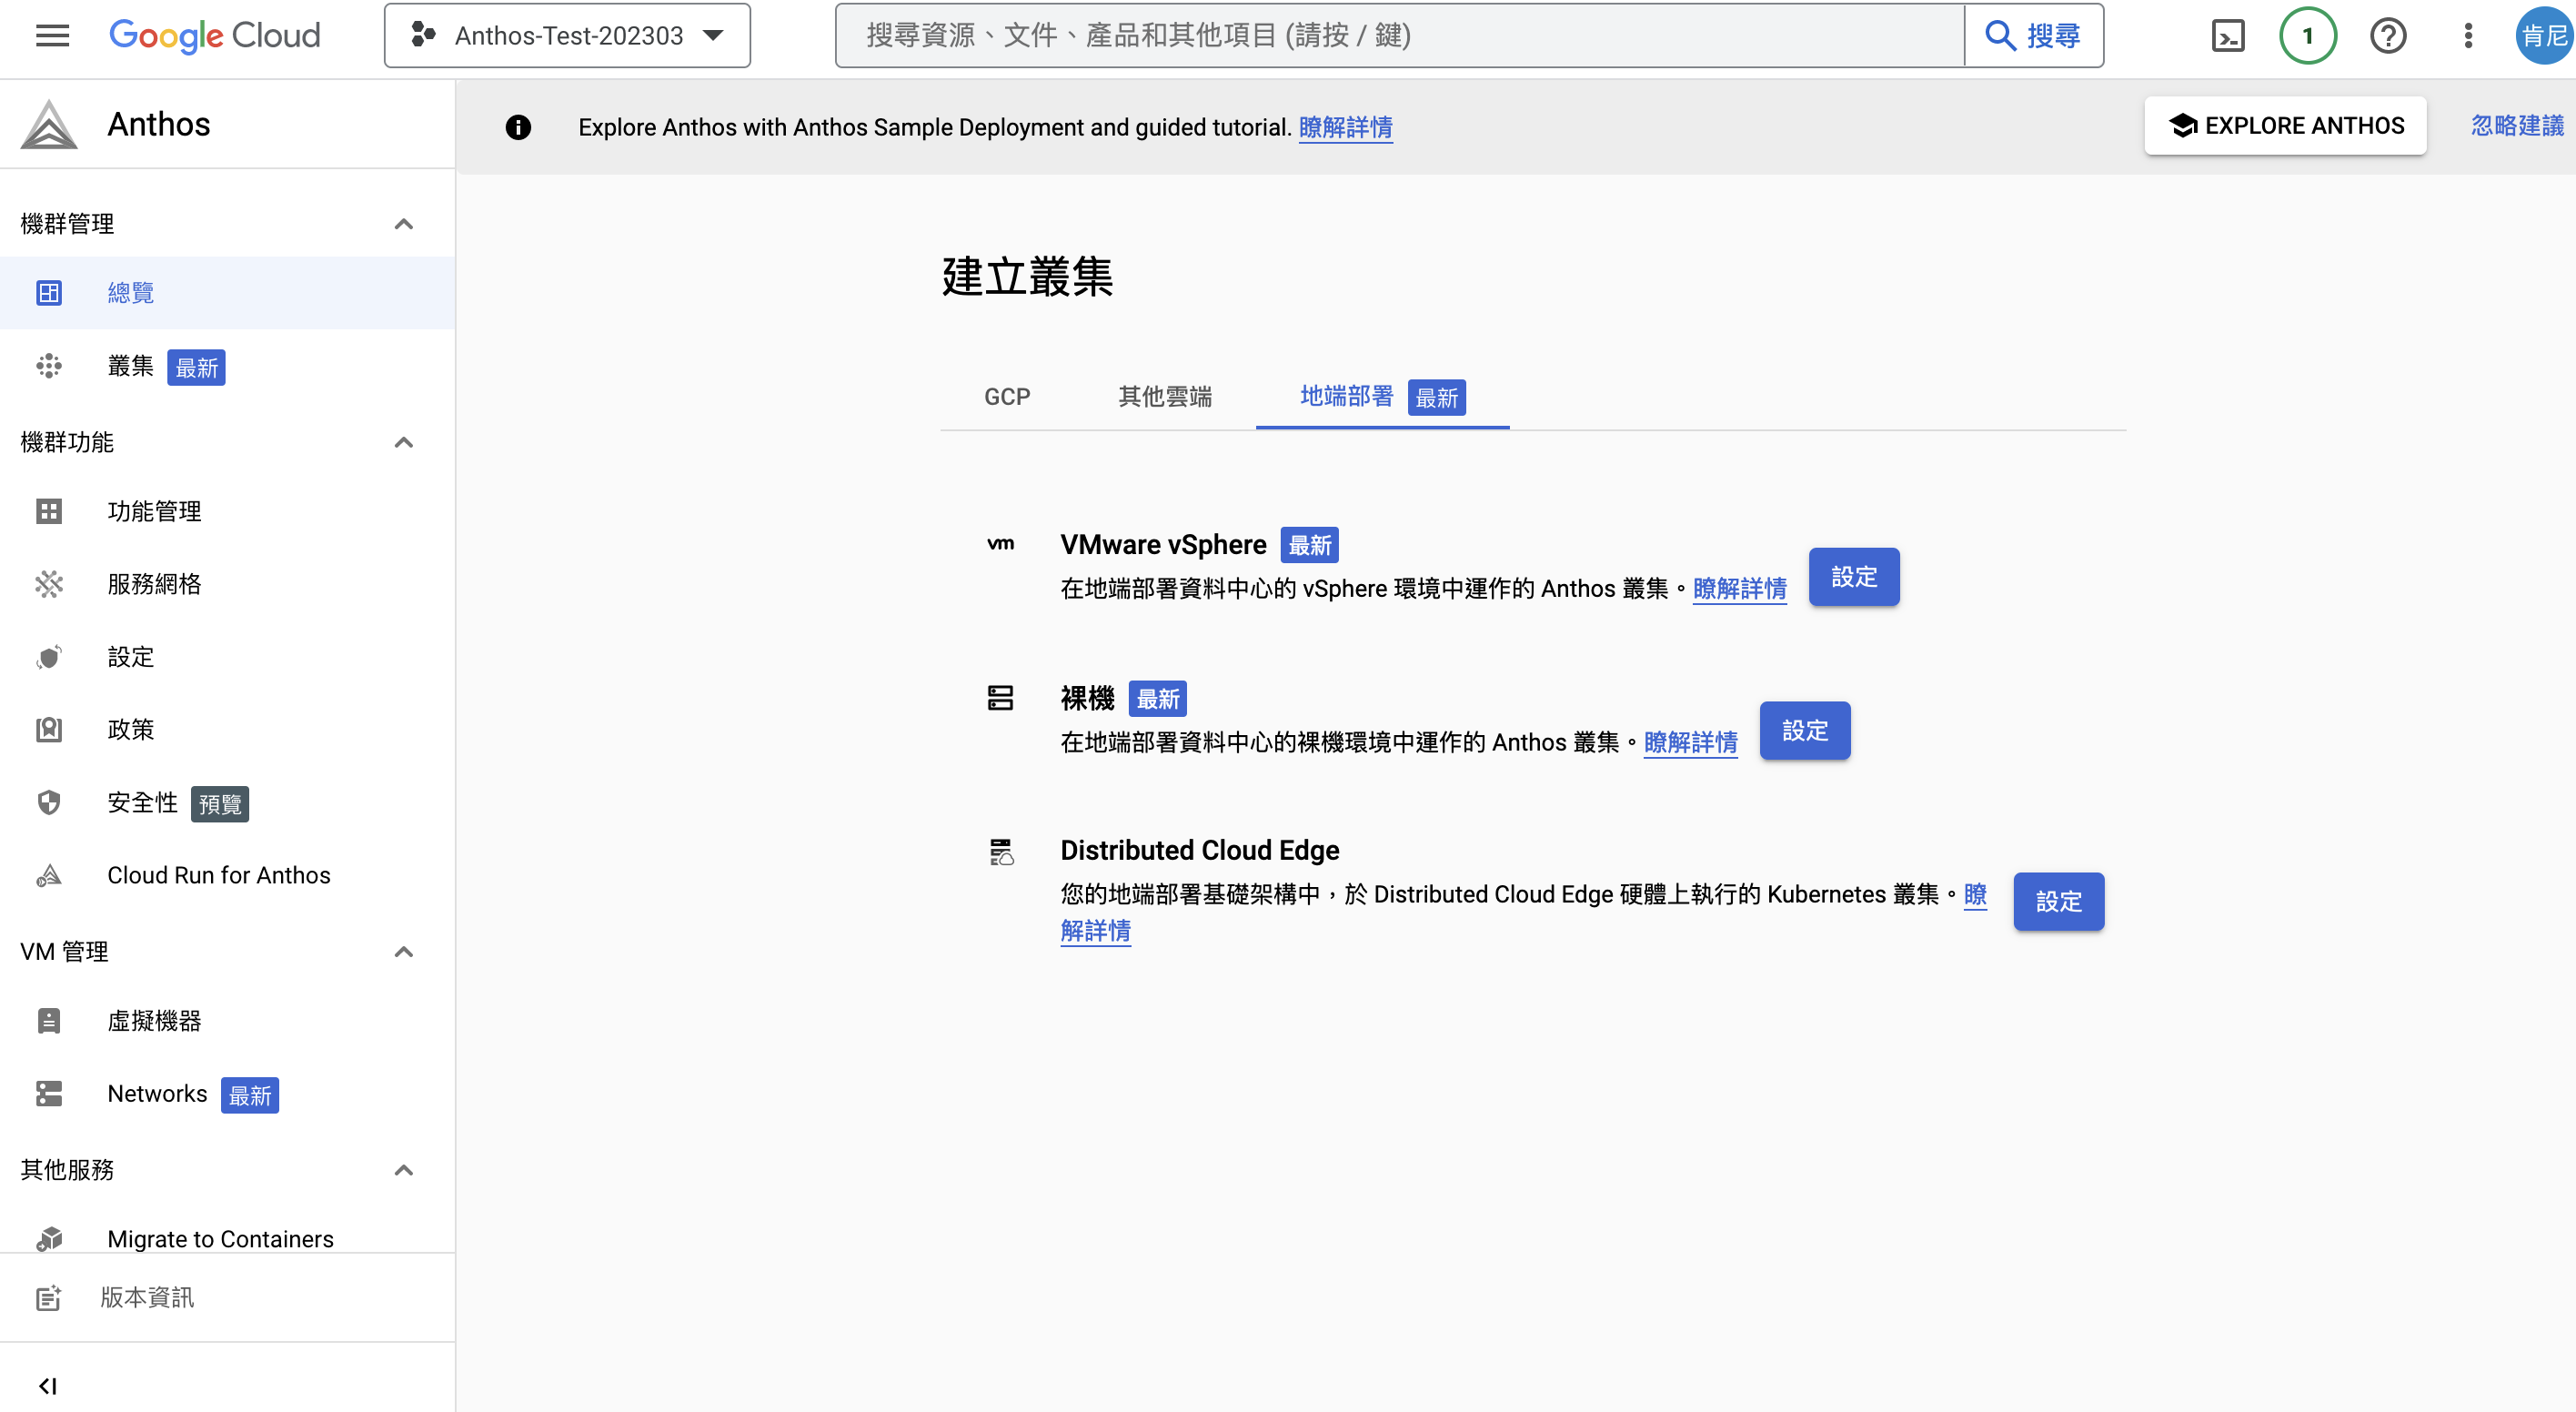 Google Cloud
Anthos-Test-202303
搜尋資源、文件、產品和其他項目 (請按 / 鍵)
搜尋
1
肯尼
Anthos
Explore Anthos with Anthos Sample Deployment and guided tutorial. 瞭解詳情
EXPLORE ANTHOS
忽略建議
機群管理
總覽
叢集 最新
機群功能
功能管理
服務網格
設定
政策
安全性 預覽
Cloud Run for Anthos
VM 管理
虛擬機器
Networks 最新
其他服務
Migrate to Containers
版本資訊
建立叢集
GCP
其他雲端
地端部署 最新
vm
VMware vSphere 最新
在地端部署資料中心的 vSphere 環境中運作的 Anthos 叢集。瞭解詳情
設定
裸機 最新
在地端部署資料中心的裸機環境中運作的 Anthos 叢集。瞭解詳情
設定
Distributed Cloud Edge
您的地端部署基礎架構中，於 Distributed Cloud Edge 硬體上執行的 Kubernetes 叢集。瞭
解詳情
設定